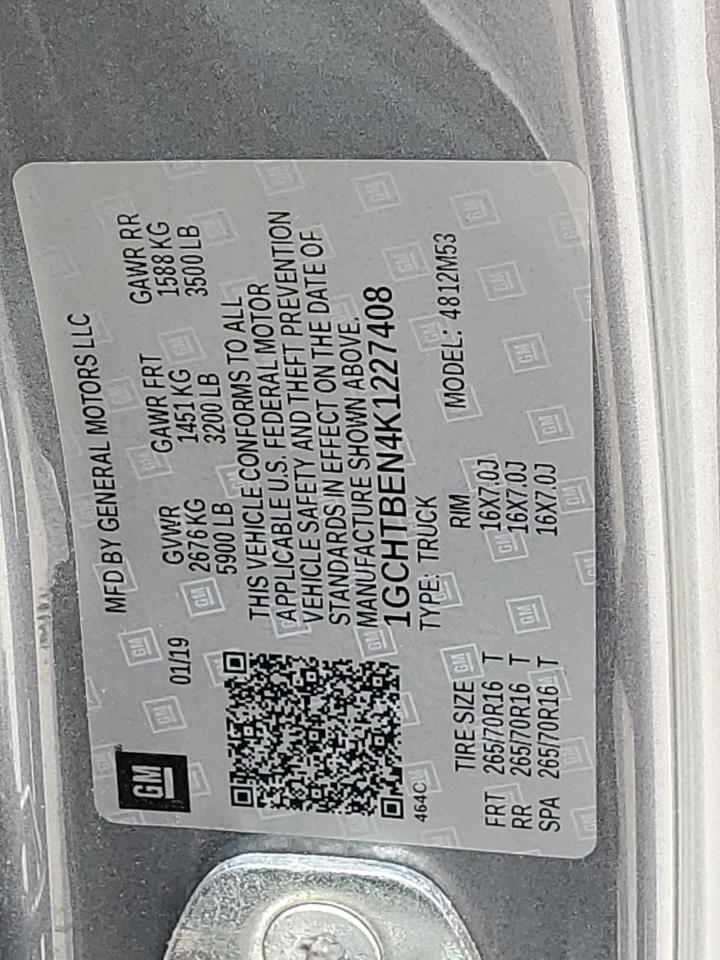 GM
MFD BY GENERAL MOTORS LLC
01/19
GVWR GAWR FRT GAWR RR
2676 KG 1451 KG 1588 KG
5900 LB 3200 LB 3500 LB
THIS VEHICLE CONFORMS TO ALL
APPLICABLE U.S. FEDERAL MOTOR
VEHICLE SAFETY AND THEFT PREVENTION
STANDARDS IN EFFECT ON THE DATE OF
MANUFACTURE SHOWN ABOVE.
1GCHTBEN4K1227408
464C TYPE: TRUCK MODEL: 4812M53
TIRE SIZE RIM
FRT 265/70R16 T 16X7.0J
RR 265/70R16 T 16X7.0J
SPA 265/70R16 T 16X7.0J